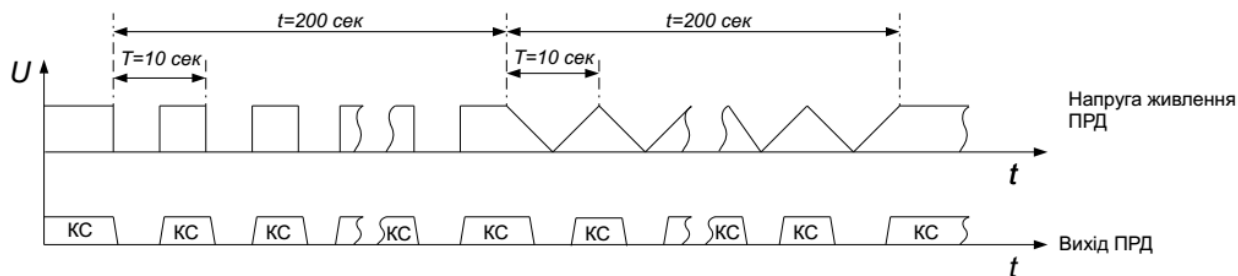 t=200 сек
t=200 сек
T=10 сек
T=10 сек
U
Напруга живлення
ПРД
t
КС
КС
КС
КС
КС
КС
КС
КС
КС
Вихід ПРД
t